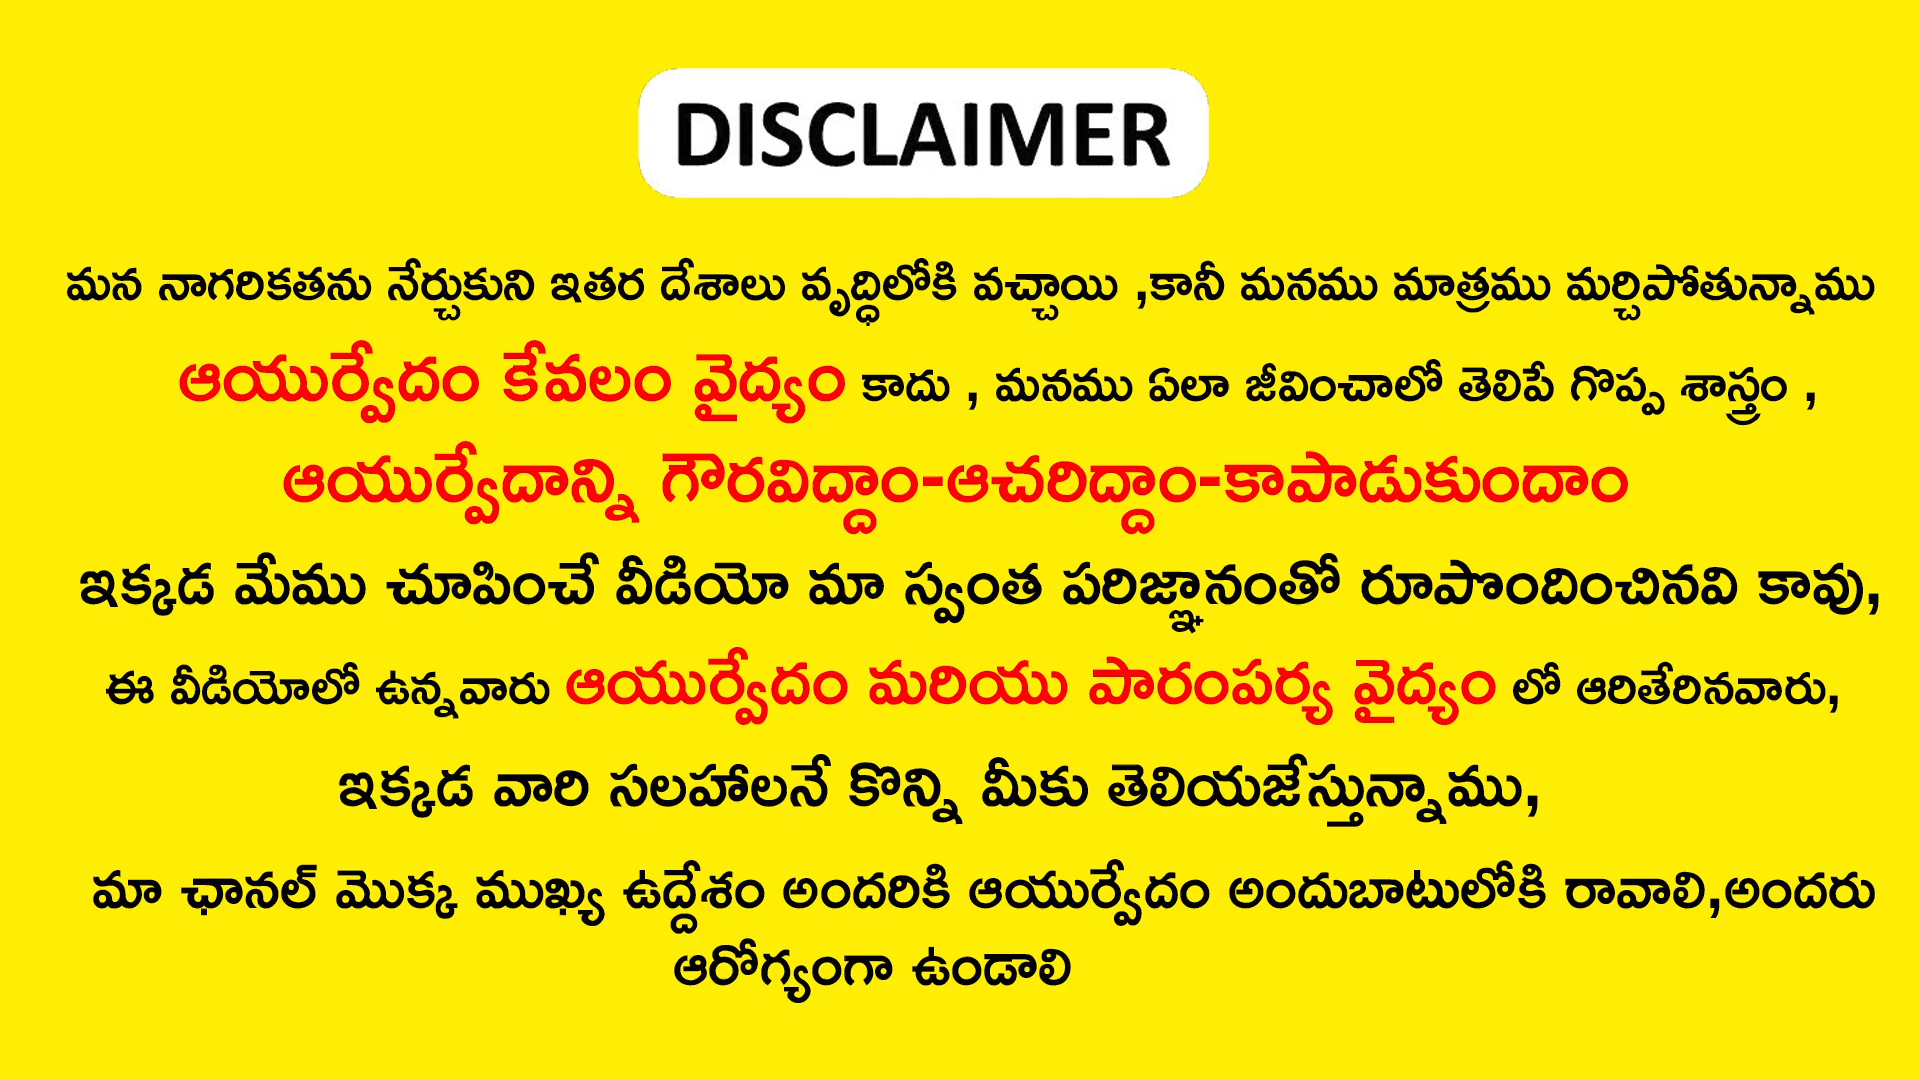 DISCLAIMER
మన నాగరికతను నేర్చుకుని ఇతర దేశాలు వృద్ధిలోకి వచ్చాయి ,కానీ మనము మాత్రము మర్చిపోతున్నాము
ఆయుర్వేదం కేవలం వైద్యం కాదు , మనము ఏలా జీవించాలో తెలిపే గొప్ప శాస్త్రం ,
ఆయుర్వేదాన్ని గౌరవిద్దాం-ఆచరిద్దాం-కాపాడుకుందాం
ఇక్కడ మేము చూపించే వీడియో మా స్వంత పరిజ్ఞానంతో రూపొందించినవి కావు,
ఈ వీడియోలో ఉన్నవారు ఆయుర్వేదం మరియు పారంపర్య వైద్యం లో ఆరితేరినవారు,
ఇక్కడ వారి సలహాలనే కొన్ని మీకు తెలియజేస్తున్నాము,
మా ఛానల్ మొక్క ముఖ్య ఉద్దేశం అందరికి ఆయుర్వేదం అందుబాటులోకి రావాలి,అందరు
ఆరోగ్యంగా ఉండాలి